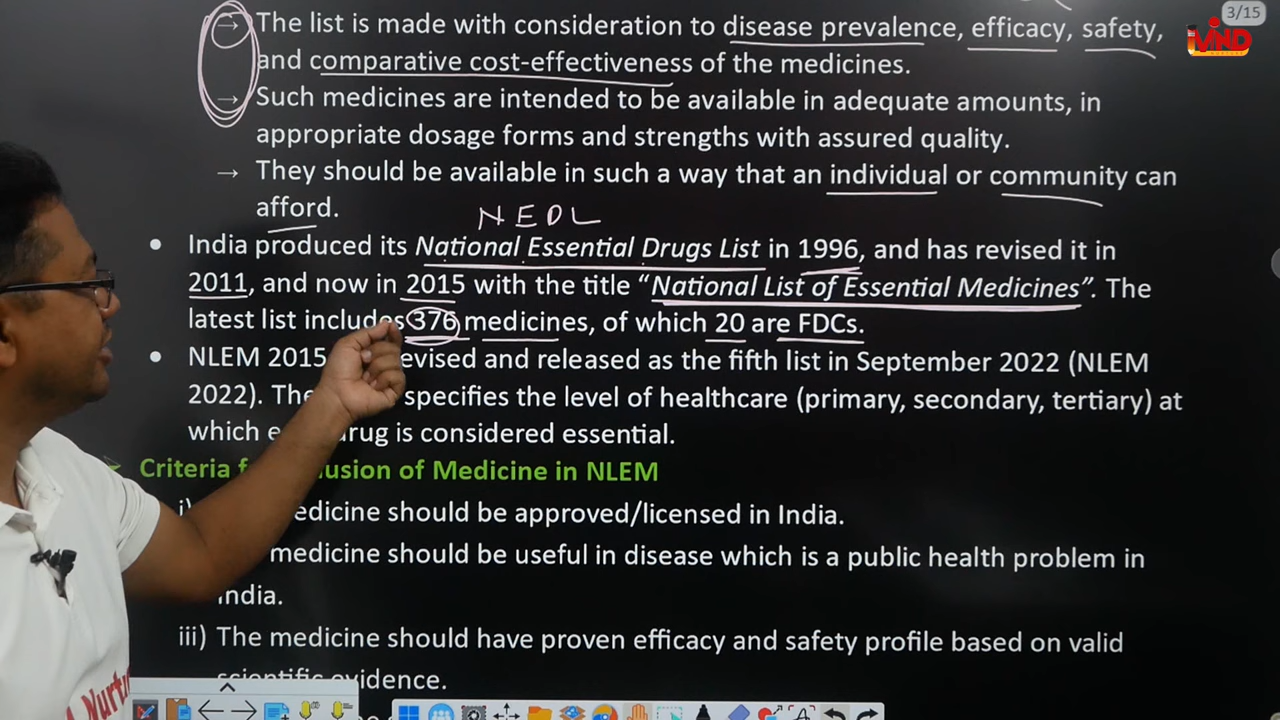 3/15
iMND
→ The list is made with consideration to disease prevalence, efficacy, safety,
and comparative cost-effectiveness of the medicines.
→ Such medicines are intended to be available in adequate amounts, in
appropriate dosage forms and strengths with assured quality.
→ They should be available in such a way that an individual or community can
afford.
NEDL
• India produced its National Essential Drugs List in 1996, and has revised it in
2011, and now in 2015 with the title “National List of Essential Medicines”. The
latest list includes 376 medicines, of which 20 are FDCs.
• NLEM 2015 evised and released as the fifth list in September 2022 (NLEM
2022). The specifies the level of healthcare (primary, secondary, tertiary) at
which e drug is considered essential.
Criteria f lusion of Medicine in NLEM
i) edicine should be approved/licensed in India.
medicine should be useful in disease which is a public health problem in
India.
iii) The medicine should have proven efficacy and safety profile based on valid
scientific evidence.